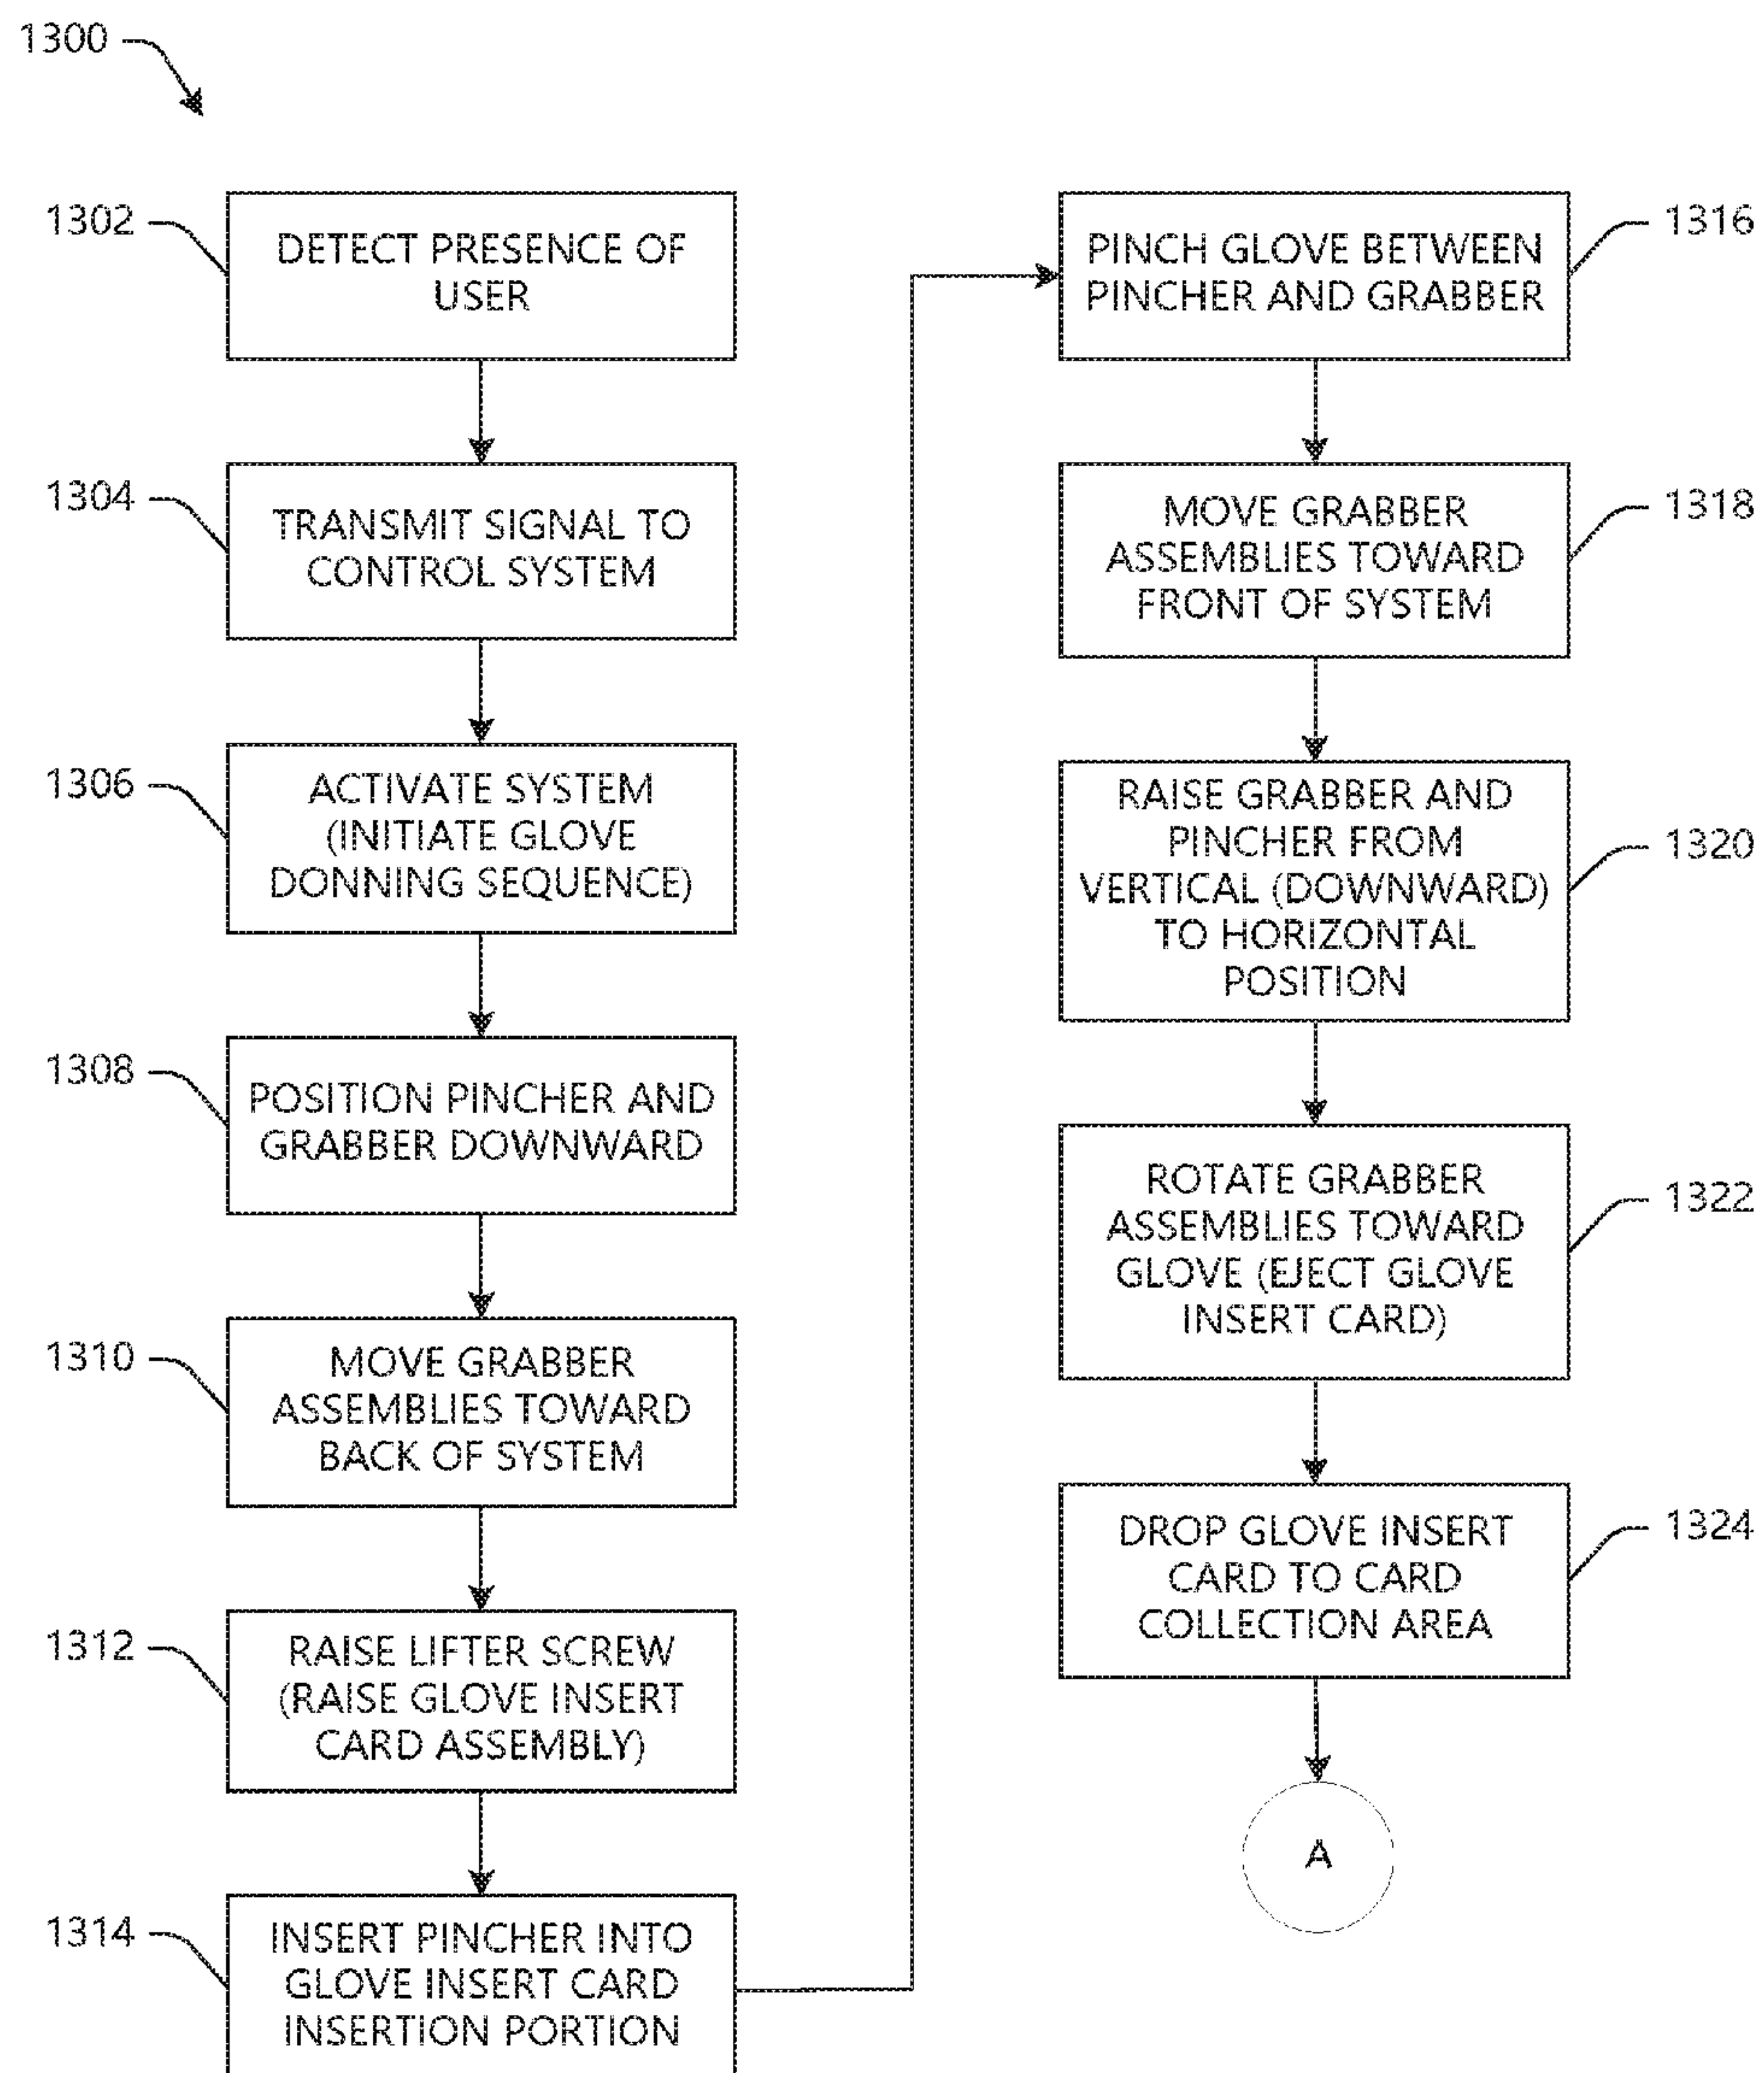 1300
1302
DETECT PRESENCE OF
USER
1304
TRANSMIT SIGNAL TO
CONTROL SYSTEM
1306
ACTIVATE SYSTEM
(INITIATE GLOVE
DONNING SEQUENCE)
1308
POSITION PINCHER AND
GRABBER DOWNWARD
1310
MOVE GRABBER
ASSEMBLIES TOWARD
BACK OF SYSTEM
1312
RAISE LIFTER SCREW
(RAISE GLOVE INSERT
CARD ASSEMBLY)
1314
INSERT PINCHER INTO
GLOVE INSERT CARD
INSERTION PORTION
1316
PINCH GLOVE BETWEEN
PINCHER AND GRABBER
1318
MOVE GRABBER
ASSEMBLIES TOWARD
FRONT OF SYSTEM
1320
RAISE GRABBER AND
PINCHER FROM
VERTICAL (DOWNWARD)
TO HORIZONTAL
POSITION
1322
ROTATE GRABBER
ASSEMBLIES TOWARD
GLOVE (EJECT GLOVE
INSERT CARD)
1324
DROP GLOVE INSERT
CARD TO CARD
COLLECTION AREA
A